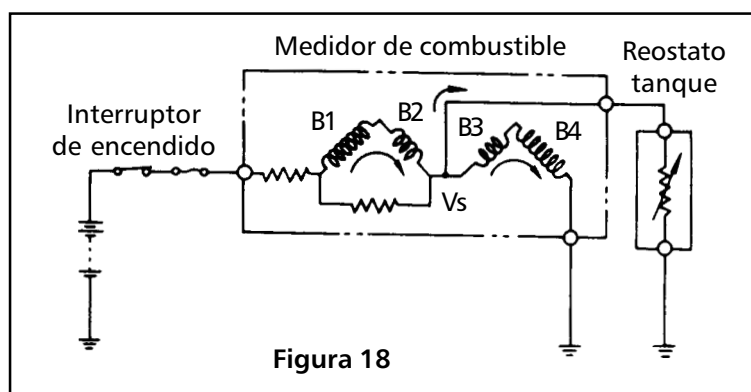 Medidor de combustible
Reostato
tanque
Interruptor
de encendido
B1
B2
B3
B4
Vs
Figura 18